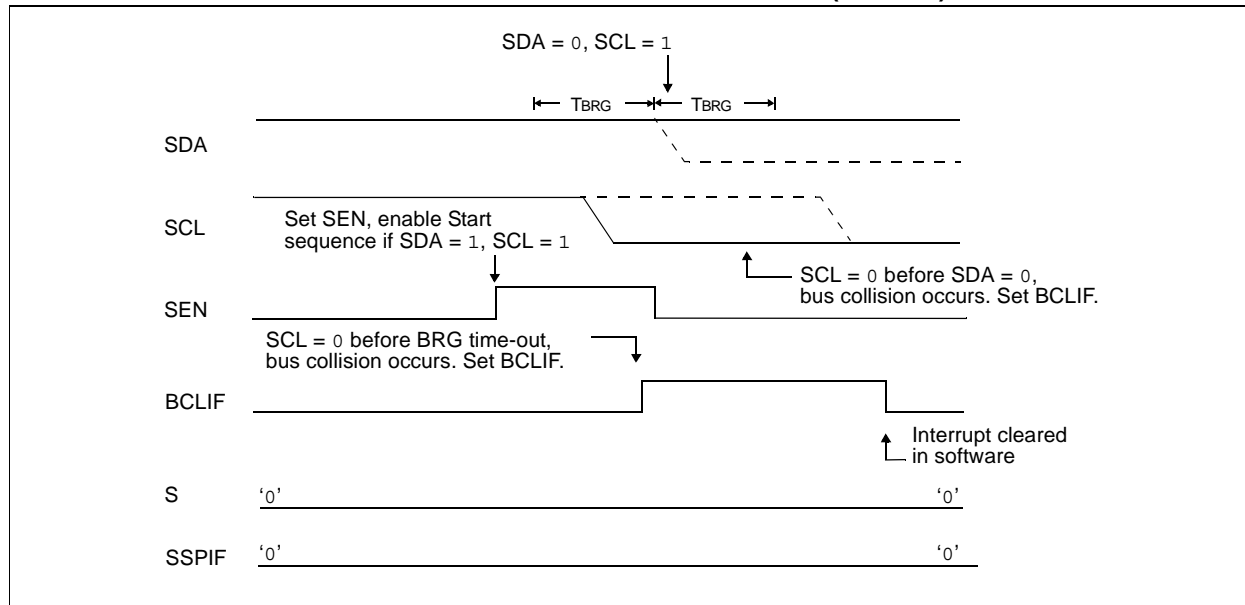 SDA = 0, SCL = 1
TBRG TBRG
SDA
SCL
Set SEN, enable Start
sequence if SDA = 1, SCL = 1
SCL = 0 before SDA = 0,
bus collision occurs. Set BCLIF.
SEN
SCL = 0 before BRG time-out,
bus collision occurs. Set BCLIF.
BCLIF
Interrupt cleared
in software
S ‘0’ ‘0’
SSPIF ‘0’ ‘0’